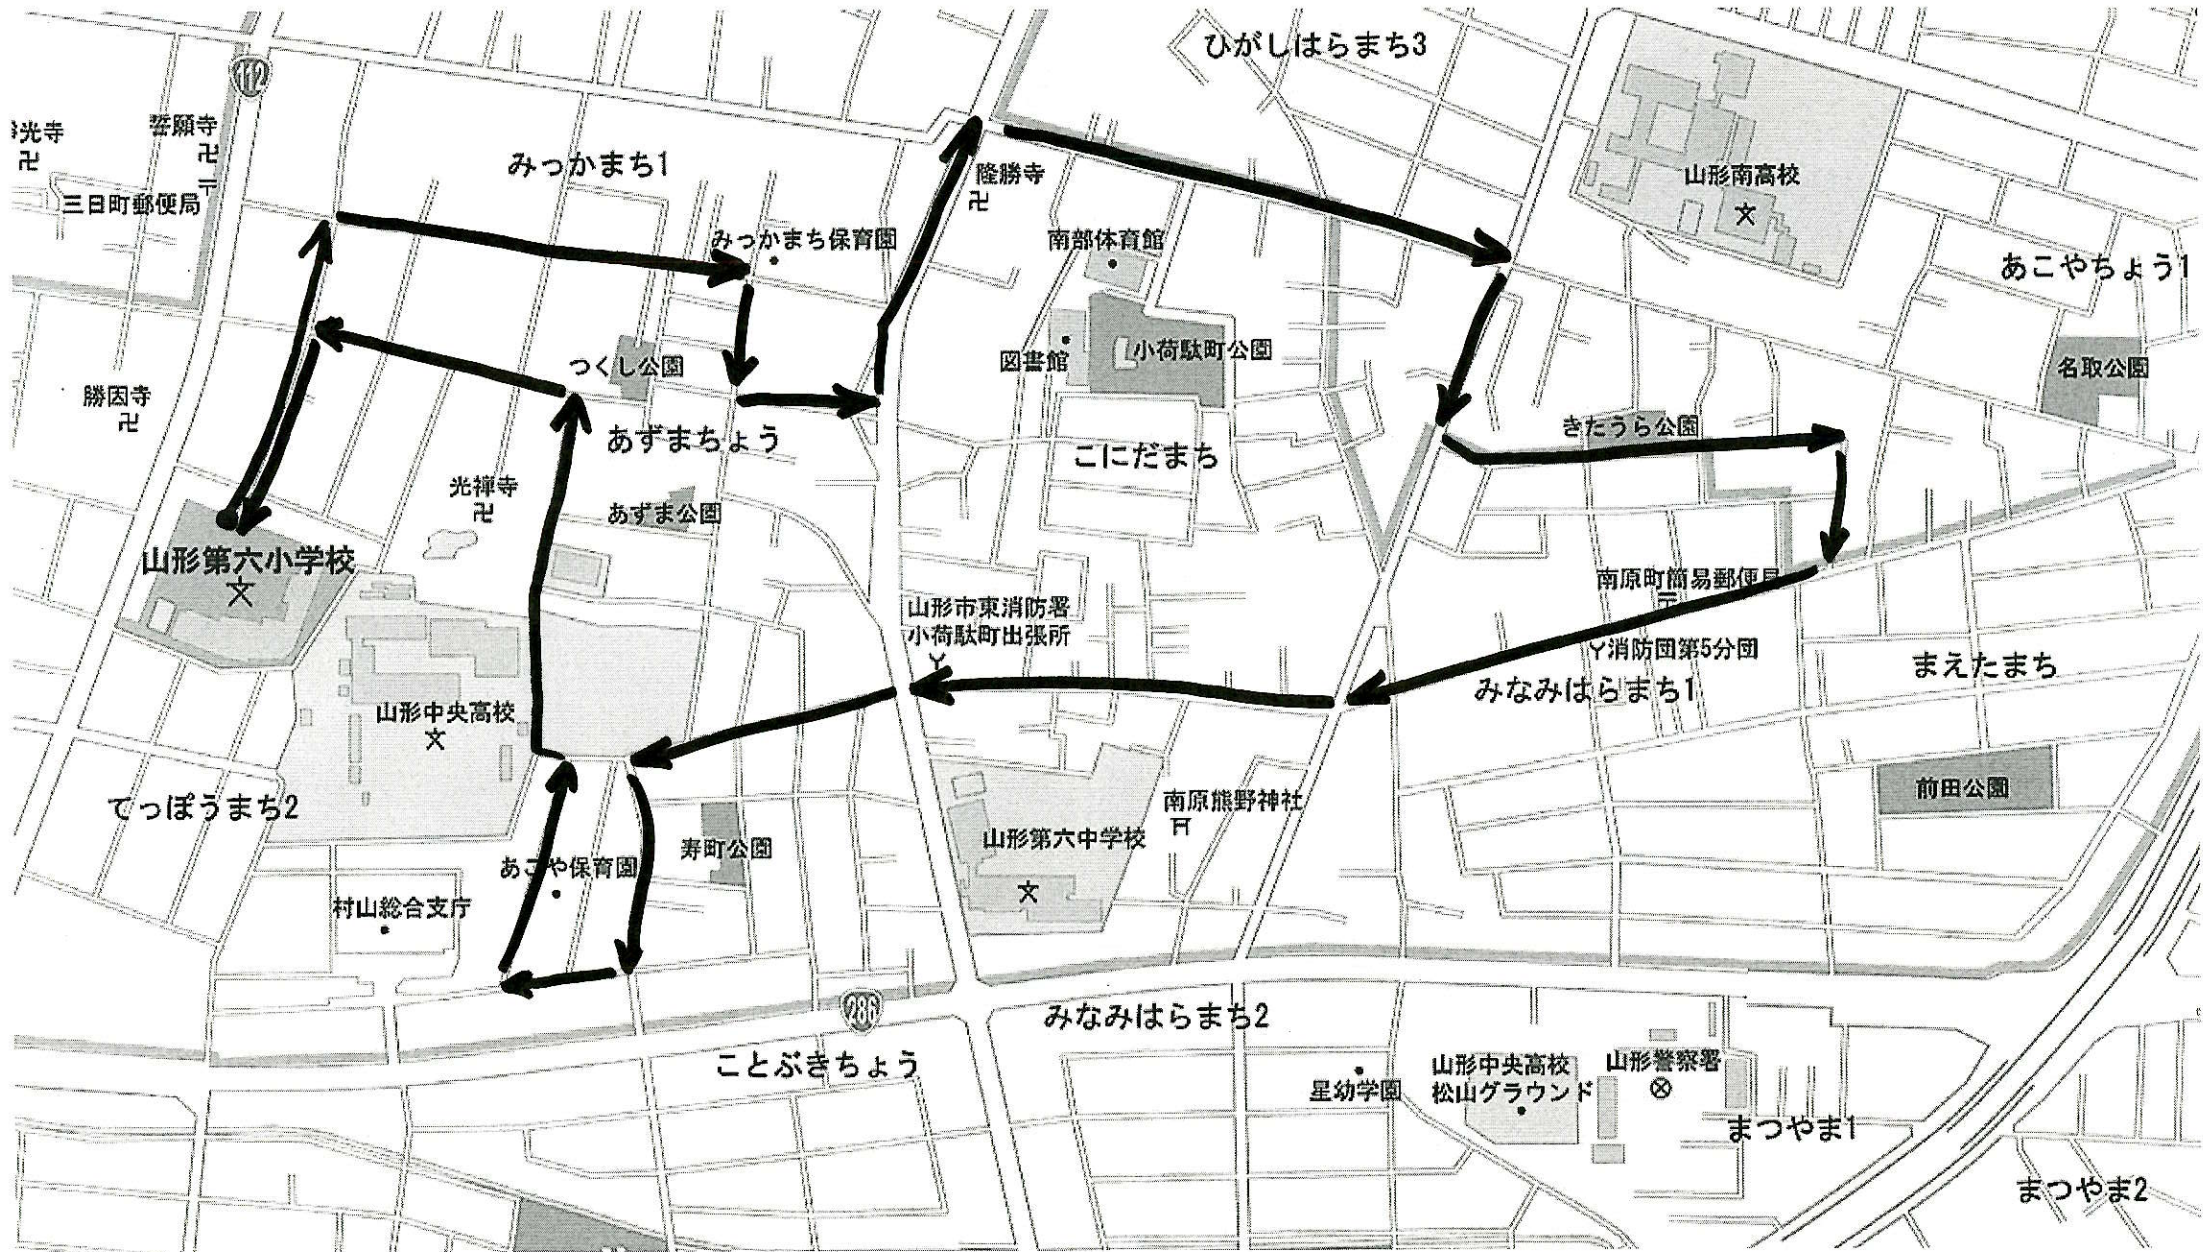 ひがしはらまち3
112
誓願寺
光寺
みっかまち1
隆勝寺
山形南高校
三日町郵便局
みっかまち保育園
南部体育館
あこやちょう1
図書館
小荷駄町公園
つくし公園
名取公園
勝因寺
きたうら公園
あずまちょう
こにだまち
光禅寺
あずま公園
山形第六小学校
南原町簡易郵便局
山形市東消防署
小荷駄町出張所
消防団第5分団
まえたまち
みなみはらまち1
山形中央高校
前田公園
てっぽうまち2
南原熊野神社
山形第六中学校
寿町公園
あこや保育園
村山総合支庁
286
みなみはらまち2
ことぶきちょう
山形中央高校
松山グラウンド
山形警察署
星幼学園
まつやま1
まつやま2